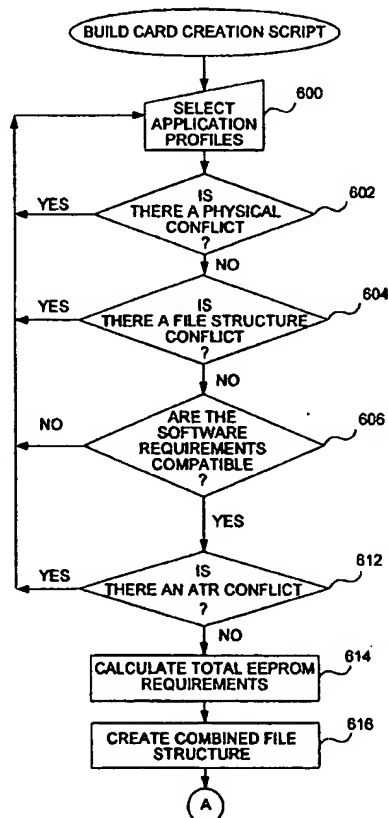 BUILD CARD CREATION SCRIPT
600
SELECT
APPLICATION
PROFILES
IS
THERE A PHYSICAL
CONFLICT
?
602
YES
NO
IS
THERE A FILE STRUCTURE
CONFLICT
?
604
YES
NO
ARE THE
SOFTWARE
REQUIREMENTS
COMPATIBLE
?
606
NO
YES
IS
THERE AN ATR CONFLICT
?
612
YES
NO
CALCULATE TOTAL EEPROM
REQUIREMENTS
614
CREATE COMBINED FILE
STRUCTURE
616
A